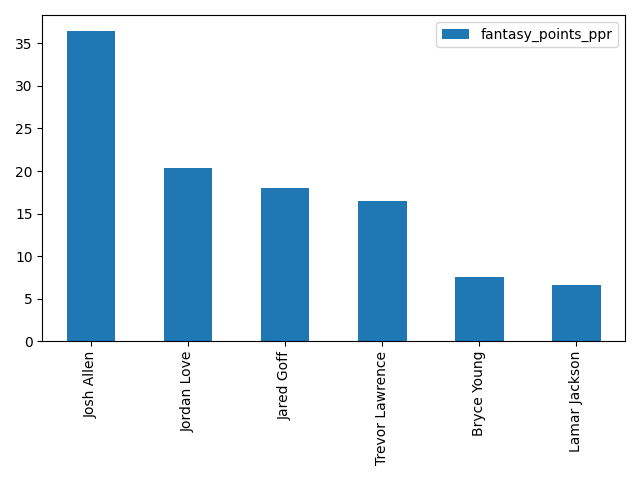 fantasy_points_ppr
35
30
25
20
15
10
5
0
Josh Allen
Jordan Love
Jared Goff
Trevor Lawrence
Bryce Young
Lamar Jackson